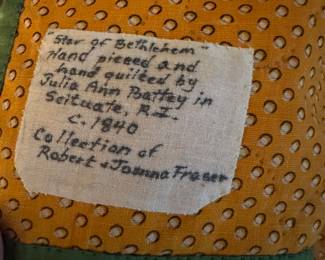 "Star of Bethlehem"
Hand pieced and
hand quilted by
Julia Ann Battey in
Scituate, R.I.
C. 1840
Collection of
Robert + Joanna Fraser